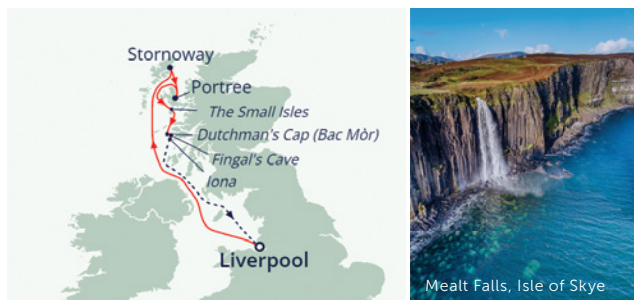 Stornoway
Portree
The Small Isles
Dutchman's Cap (Bac Mòr)
Fingal's Cave
Iona
Liverpool
Mealt Falls, Isle of Skye